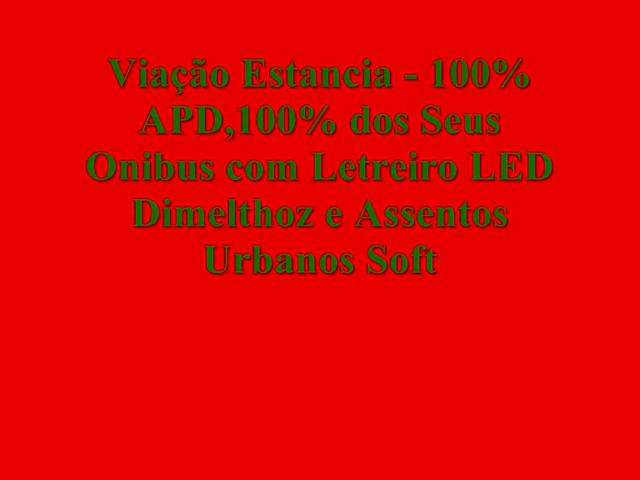 Viação Estancia - 100%
APD,100% dos Seus
Onibus com Letreiro LED
Dimelthoz e Assentos
Urbanos Soft